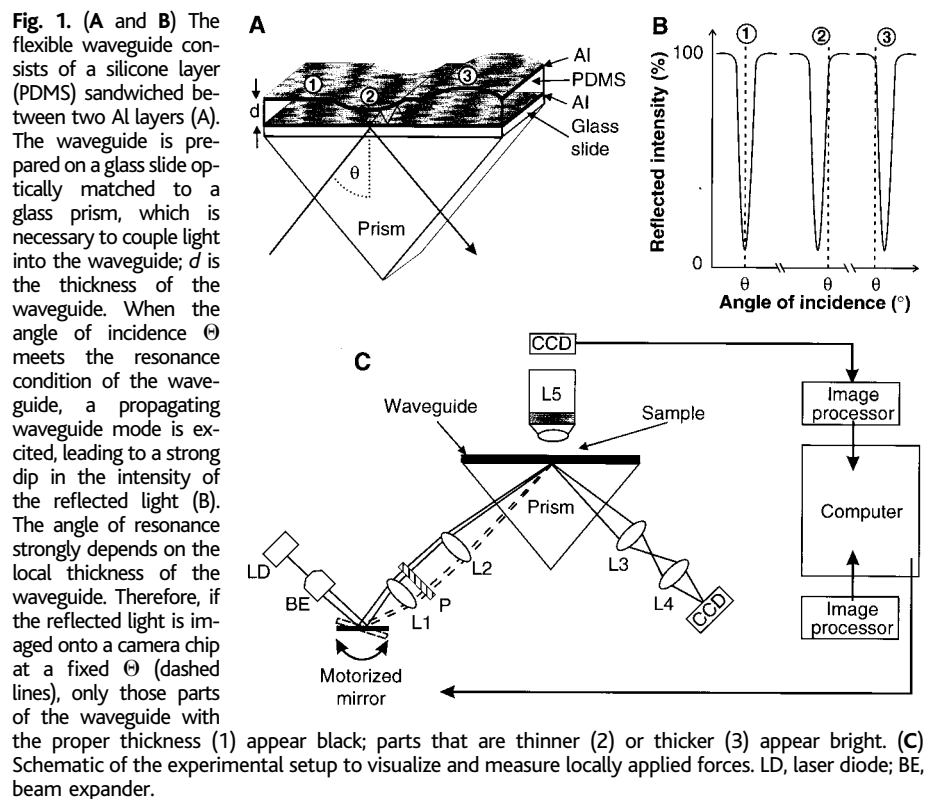 Fig. 1. (A and B) The
flexible waveguide con-
sists of a silicone layer
(PDMS) sandwiched be-
tween two Al layers (A).
The waveguide is pre-
pared on a glass slide op-
tically matched to a
glass prism, which is
necessary to couple light
into the waveguide; d is
the thickness of the
waveguide. When the
angle of incidence Θ
meets the resonance
condition of the wave-
guide, a propagating
waveguide mode is ex-
cited, leading to a strong
dip in the intensity of
the reflected light (B).
The angle of resonance
strongly depends on the
local thickness of the
waveguide. Therefore, if
the reflected light is im-
aged onto a camera chip
at a fixed Θ (dashed
lines), only those parts
of the waveguide with
the proper thickness (1) appear black; parts that are thinner (2) or thicker (3) appear bright. (C)
Schematic of the experimental setup to visualize and measure locally applied forces. LD, laser diode; BE,
beam expander.
A
1
2
3
Al
PDMS
Al
Glass
slide
d
θ
Prism
B
1
2
3
100
0
Reflected intensity (%)
θ
θ
θ
Angle of incidence (°)
C
CCD
L5
Waveguide
Sample
Prism
LD
BE
L1
P
L2
L3
L4
CCD
Motorized
mirror
Image
processor
Computer
Image
processor